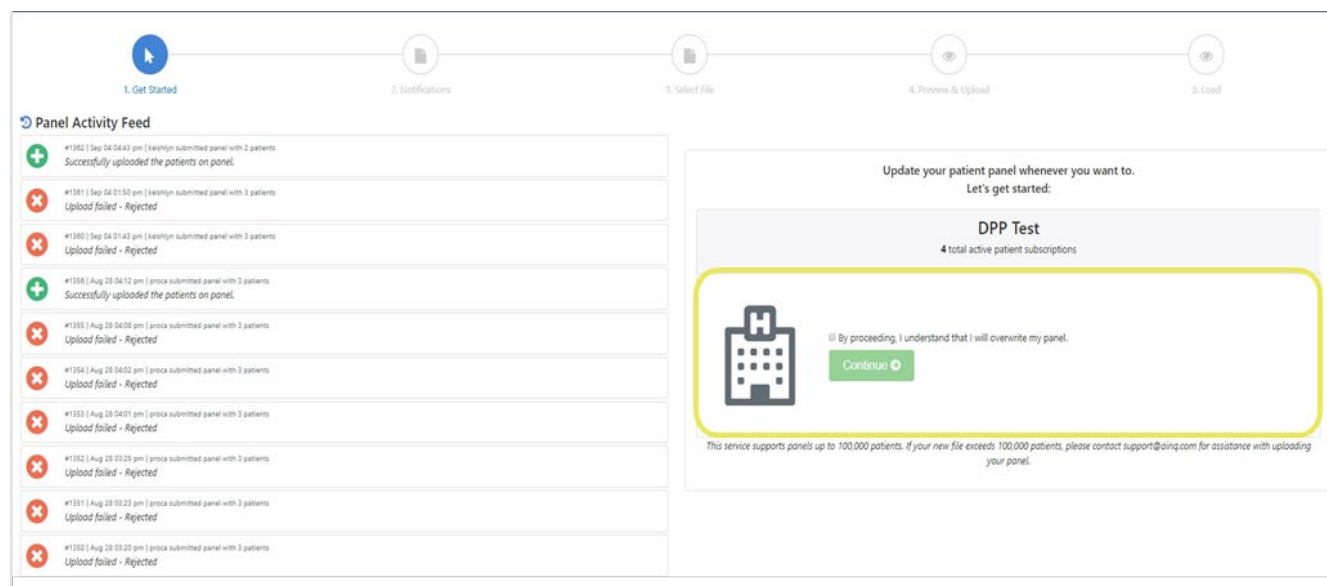 1. Get Started
2. Notifications
3. Select File
4. Preview & Upload
5. Load
Panel Activity Feed
#1362 | Sep 04 04:43 pm | keishlyn submitted panel with 2 patients
Successfully uploaded the patients on panel.
#1361 | Sep 04 01:50 pm | keishlyn submitted panel with 3 patients
Upload failed - Rejected
#1360 | Sep 04 01:43 pm | keishlyn submitted panel with 3 patients
Upload failed - Rejected
#1356 | Aug 28 04:12 pm | proca submitted panel with 3 patients
Successfully uploaded the patients on panel.
#1355 | Aug 28 04:08 pm | proca submitted panel with 3 patients
Upload failed - Rejected
#1354 | Aug 28 04:02 pm | proca submitted panel with 3 patients
Upload failed - Rejected
#1353 | Aug 28 04:01 pm | proca submitted panel with 3 patients
Upload failed - Rejected
#1352 | Aug 28 03:25 pm | proca submitted panel with 3 patients
Upload failed - Rejected
#1351 | Aug 28 03:23 pm | proca submitted panel with 3 patients
Upload failed - Rejected
#1350 | Aug 28 03:20 pm | proca submitted panel with 3 patients
Upload failed - Rejected
Update your patient panel whenever you want to.
Let's get started:
DPP Test
4 total active patient subscriptions
H
By proceeding, I understand that I will overwrite my panel.
Continue
This service supports panels up to 100,000 patients. If your new file exceeds 100,000 patients, please contact support@ainq.com for assistance with uploading
your panel.